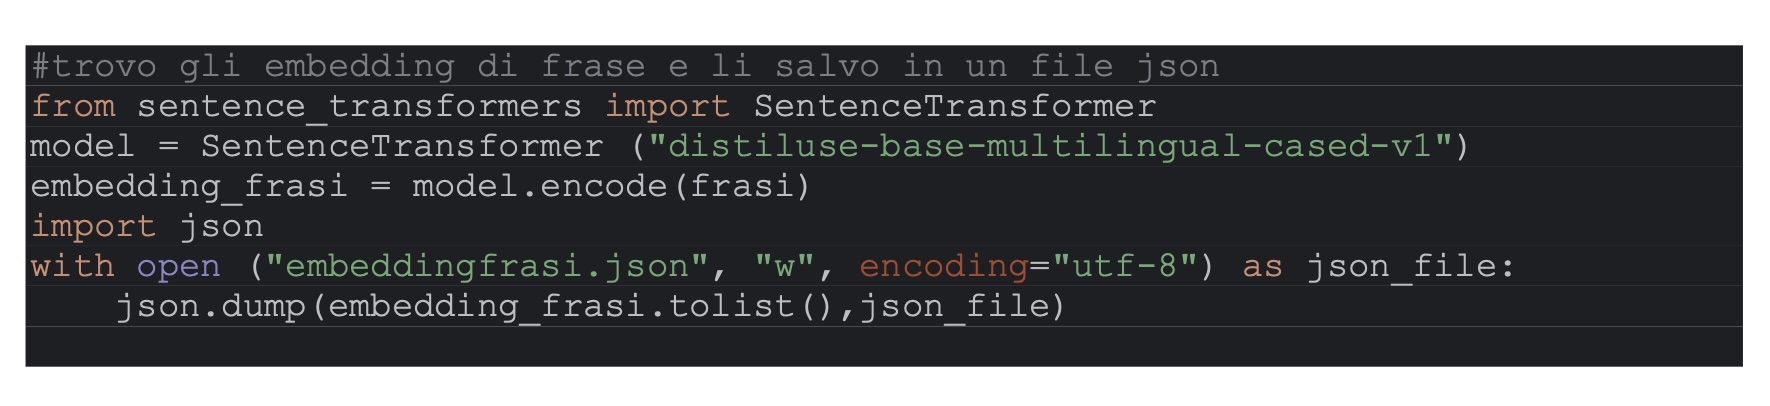 #trovo gli embedding di frase e li salvo in un file json
from sentence_transformers import SentenceTransformer
model = SentenceTransformer ("distiluse-base-multilingual-cased-v1")
embedding_frasi = model.encode(frasi)
import json
with open ("embeddingfrasi.json", "w", encoding="utf-8") as json_file:
    json.dump(embedding_frasi.tolist(),json_file)